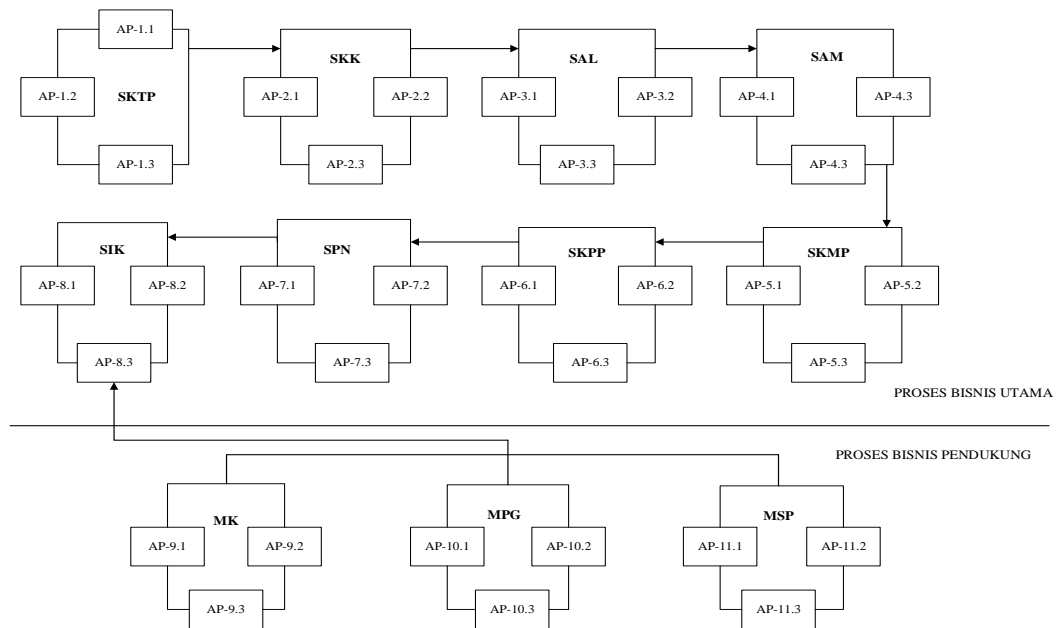 AP-1.1
AP-1.2
SKTP
AP-1.3
SKK
AP-2.1
AP-2.2
AP-2.3
SAL
AP-3.1
AP-3.2
AP-3.3
SAM
AP-4.1
AP-4.3
AP-4.3
SIK
AP-8.1
AP-8.2
AP-8.3
SPN
AP-7.1
AP-7.2
AP-7.3
SKPP
AP-6.1
AP-6.2
AP-6.3
SKMP
AP-5.1
AP-5.2
AP-5.3
PROSES BISNIS UTAMA
PROSES BISNIS PENDUKUNG
MK
AP-9.1
AP-9.2
AP-9.3
MPG
AP-10.1
AP-10.2
AP-10.3
MSP
AP-11.1
AP-11.2
AP-11.3